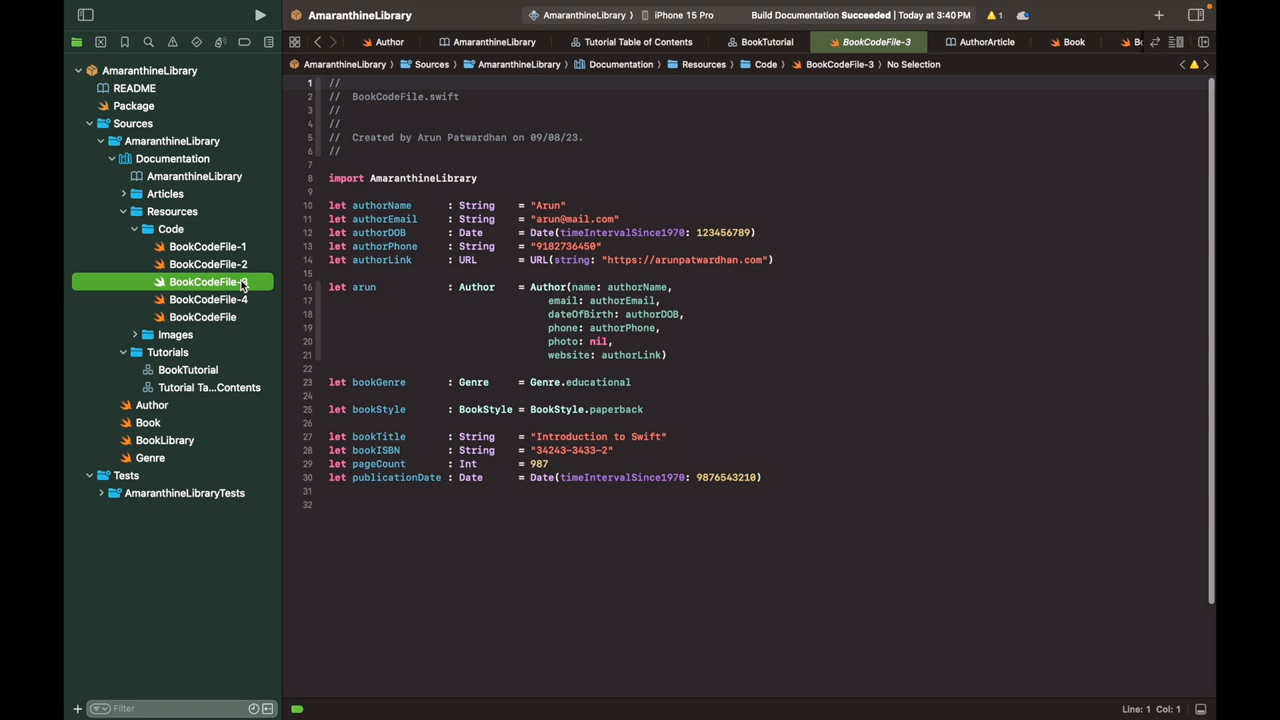 AmaranthineLibrary
AmaranthineLibrary ⟩ iPhone 15 Pro
Build Documentation Succeeded | Today at 3:40 PM
1
Author AmaranthineLibrary Tutorial Table of Contents BookTutorial BookCodeFile-3 AuthorArticle Book Bo
AmaranthineLibrary ⟩ Sources ⟩ AmaranthineLibrary ⟩ Documentation ⟩ Resources ⟩ Code ⟩ BookCodeFile-3 ⟩ No Selection
AmaranthineLibrary
README
Package
Sources
AmaranthineLibrary
Documentation
AmaranthineLibrary
Articles
Resources
Code
BookCodeFile-1
BookCodeFile-2
BookCodeFile-3
BookCodeFile-4
BookCodeFile
Images
Tutorials
BookTutorial
Tutorial Ta...Contents
Author
Book
BookLibrary
Genre
Tests
AmaranthineLibraryTests
Filter
1 //
2 // BookCodeFile.swift
3 //
4 //
5 // Created by Arun Patwardhan on 09/08/23.
6 //
7
8 import AmaranthineLibrary
9
10 let authorName : String = "Arun"
11 let authorEmail : String = "arun@mail.com"
12 let authorDOB : Date = Date(timeIntervalSince1970: 123456789)
13 let authorPhone : String = "9182736450"
14 let authorLink : URL = URL(string: "https://arunpatwardhan.com")
15
16 let arun : Author = Author(name: authorName,
17 email: authorEmail,
18 dateOfBirth: authorDOB,
19 phone: authorPhone,
20 photo: nil,
21 website: authorLink)
22
23 let bookGenre : Genre = Genre.educational
24
25 let bookStyle : BookStyle = BookStyle.paperback
26
27 let bookTitle : String = "Introduction to Swift"
28 let bookISBN : String = "34243-3433-2"
29 let pageCount : Int = 987
30 let publicationDate : Date = Date(timeIntervalSince1970: 9876543210)
31
32
Line: 1 Col: 1